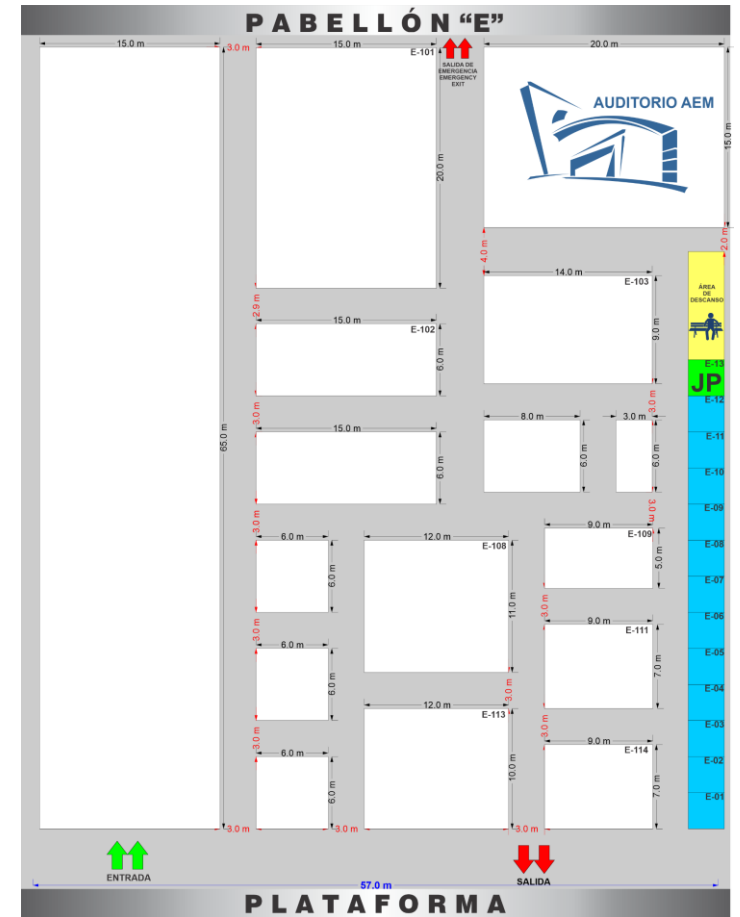 PABELLÓN “E”
15.0 m
3.0 m
15.0 m
E-101
SALIDA DE
EMERGENCIA
EMERGENCY
EXIT
20.0 m
AUDITORIO AEM
15.0 m
20.0 m
2.0 m
4.0 m
14.0 m
E-103
9.0 m
ÁREA
DE
DESCANSO
2.9 m
15.0 m
E-102
6.0 m
E-13
JP
E-12
3.0 m
3.0 m
15.0 m
6.0 m
65.0 m
8.0 m
6.0 m
3.0 m
6.0 m
E-11
E-10
E-09
3.0 m
3.0 m
6.0 m
6.0 m
12.0 m
E-108
11.0 m
9.0 m
E-109
5.0 m
E-08
E-07
E-06
3.0 m
6.0 m
6.0 m
3.0 m
9.0 m
E-111
7.0 m
E-05
E-04
E-03
3.0 m
6.0 m
6.0 m
3.0 m
12.0 m
E-113
10.0 m
3.0 m
9.0 m
E-114
7.0 m
E-02
E-01
3.0 m
3.0 m
3.0 m
ENTRADA
SALIDA
57.0 m
PLATAFORMA